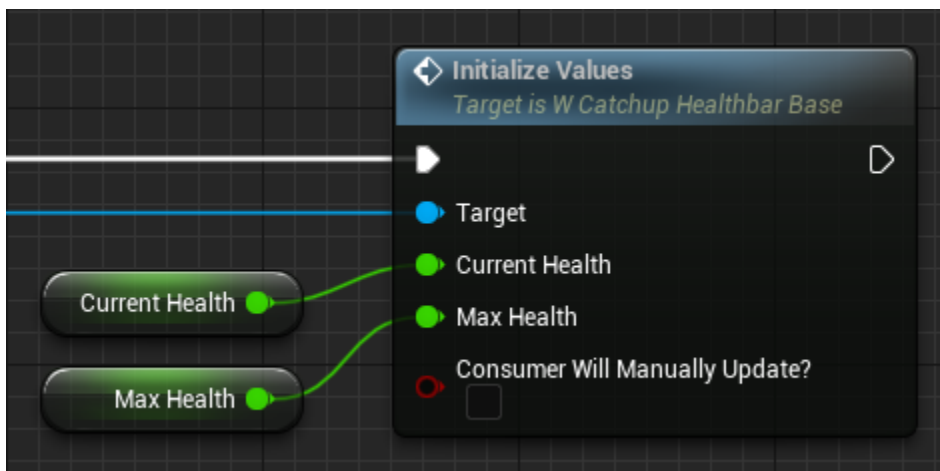 Initialize Values
Target is W Catchup Healthbar Base
Target
Current Health
Current Health
Max Health
Max Health
Consumer Will Manually Update?